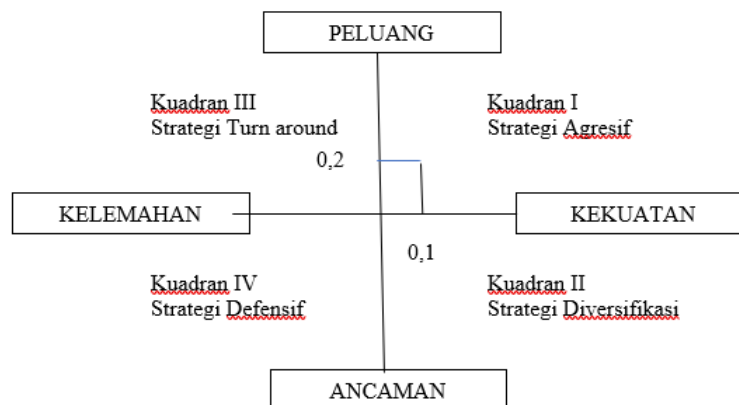 PELUANG
Kuadran III
Strategi Turn around
Kuadran I
Strategi Agresif
0,2
KELEMAHAN
KEKUATAN
0,1
Kuadran IV
Strategi Defensif
Kuadran II
Strategi Diversifikasi
ANCAMAN